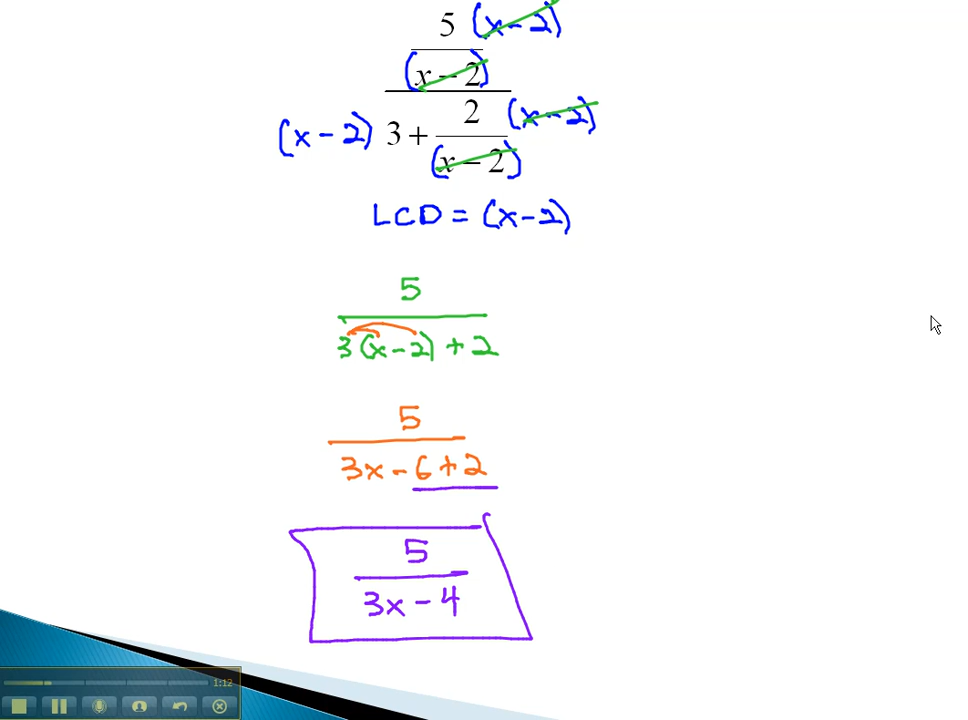 5 (x-2)
(x-2)
(x-2) 3 + 2 (x-2)
(x-2)
LCD = (x-2)
5
3(x-2) + 2
5
3x - 6 + 2
5
3x - 4
1:12